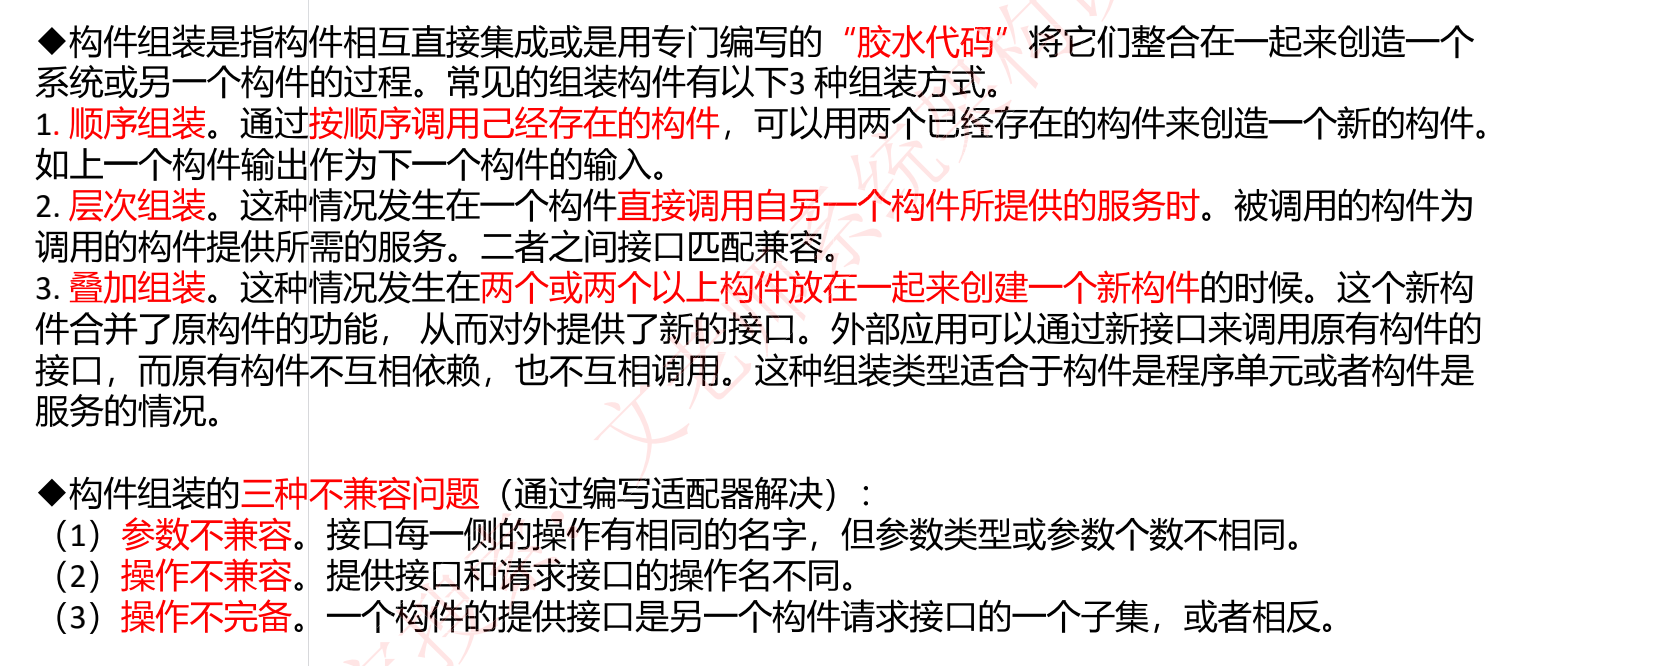 ◆构件组装是指构件相互直接集成或是用专门编写的“胶水代码”将它们整合在一起来创造一个
系统或另一个构件的过程。常见的组装构件有以下3 种组装方式。
1. 顺序组装。通过按顺序调用己经存在的构件，可以用两个已经存在的构件来创造一个新的构件。
如上一个构件输出作为下一个构件的输入。
2. 层次组装。这种情况发生在一个构件直接调用自另一个构件所提供的服务时。被调用的构件为
调用的构件提供所需的服务。二者之间接口匹配兼容。
3. 叠加组装。这种情况发生在两个或两个以上构件放在一起来创建一个新构件的时候。这个新构
件合并了原构件的功能， 从而对外提供了新的接口。外部应用可以通过新接口来调用原有构件的
接口，而原有构件不互相依赖，也不互相调用。这种组装类型适合于构件是程序单元或者构件是
服务的情况。
◆构件组装的三种不兼容问题（通过编写适配器解决）：
（1）参数不兼容。接口每一侧的操作有相同的名字，但参数类型或参数个数不相同。
（2）操作不兼容。提供接口和请求接口的操作名不同。
（3）操作不完备。一个构件的提供接口是另一个构件请求接口的一个子集，或者相反。
文老师系统架构